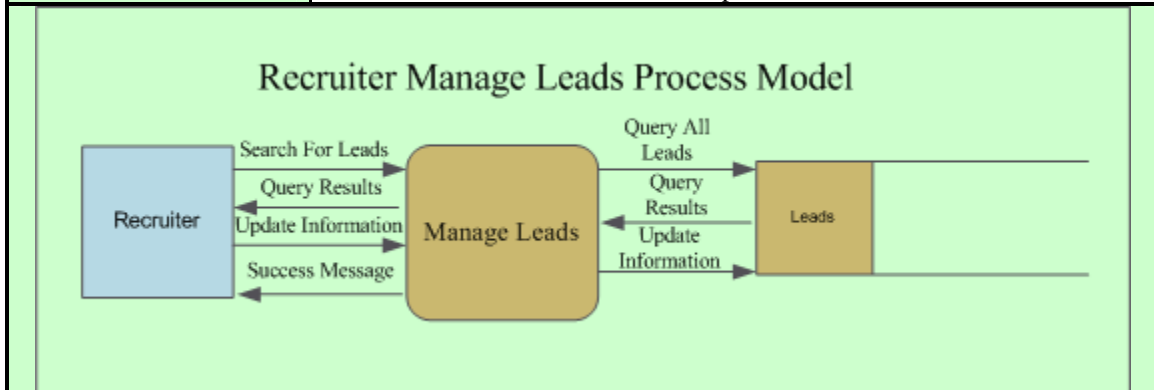 Recruiter Manage Leads Process Model
Search For Leads
Query Results
Update Information
Success Message
Recruiter
Manage Leads
Query All
Leads
Query
Results
Update
Information
Leads